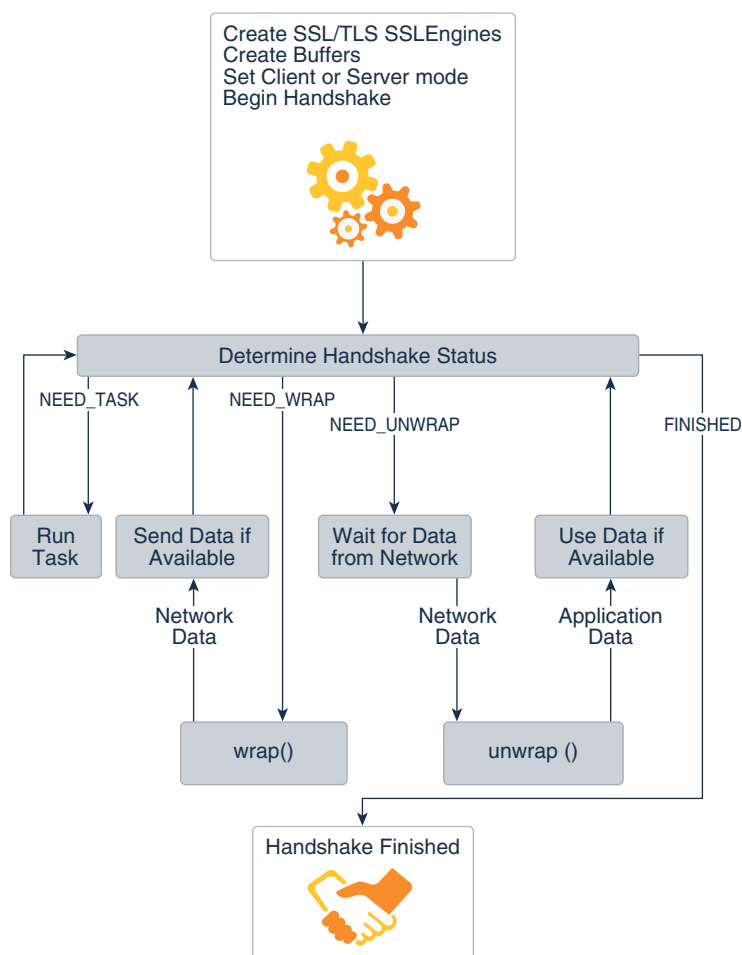 Create SSL/TLS SSLEngines
Create Buffers
Set Client or Server mode
Begin Handshake
Determine Handshake Status
NEED_TASK
NEED_WRAP
NEED_UNWRAP
FINISHED
Run
Task
Send Data if
Available
Wait for Data
from Network
Use Data if
Available
Network
Data
Network
Data
Application
Data
wrap()
unwrap ()
Handshake Finished